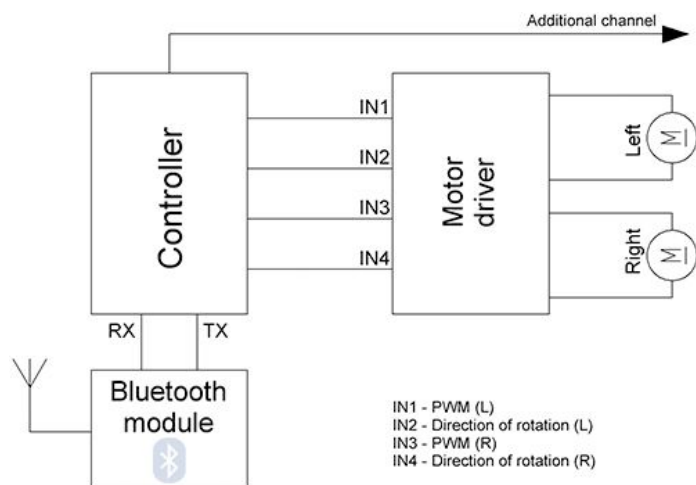 Additional channel
Controller
IN1
IN2
IN3
IN4
Motor
driver
Left
M
Right
M
RX
TX
Bluetooth
module
IN1 - PWM (L)
IN2 - Direction of rotation (L)
IN3 - PWM (R)
IN4 - Direction of rotation (R)